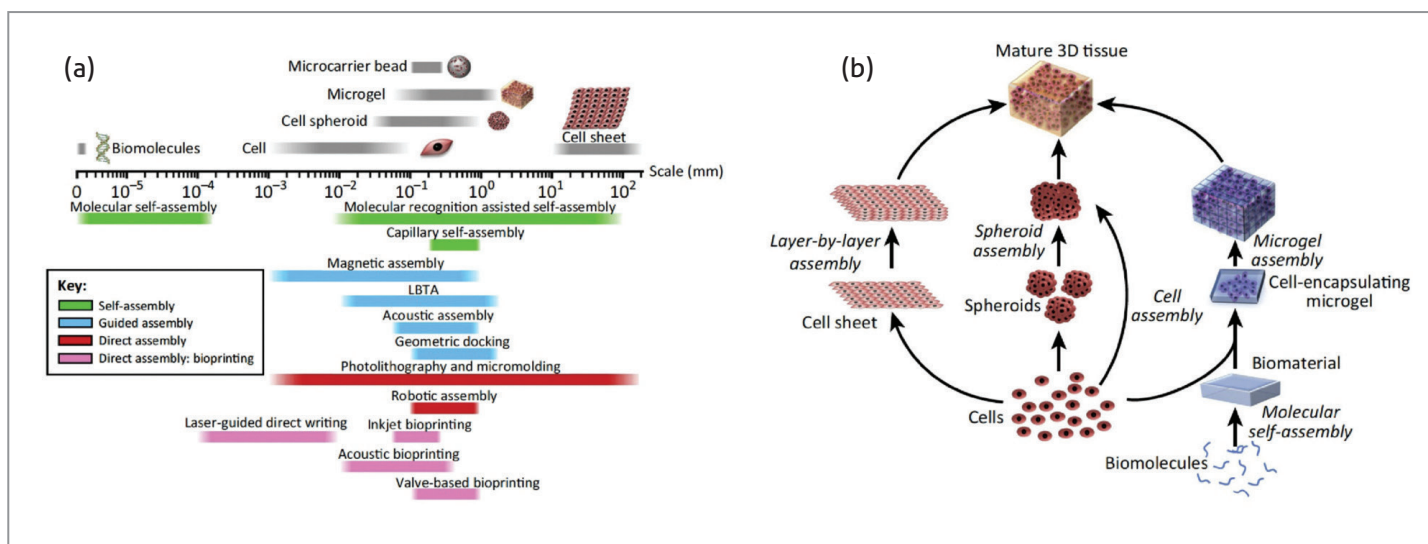 (a)
Microcarrier bead
Microgel
Cell spheroid
Cell sheet
Biomolecules
Cell
Scale (mm)
0 10⁻⁵ 10⁻⁴ 10⁻³ 10⁻² 10⁻¹ 10⁰ 10²
Molecular self-assembly
Molecular recognition assisted self-assembly
Capillary self-assembly
Magnetic assembly
LBTA
Acoustic assembly
Geometric docking
Photolithography and micromolding
Robotic assembly
Laser-guided direct writing
Inkjet bioprinting
Acoustic bioprinting
Valve-based bioprinting
Key:
Self-assembly
Guided assembly
Direct assembly
Direct assembly: bioprinting
(b)
Mature 3D tissue
Layer-by-layer
assembly
Cell sheet
Spheroid
assembly
Spheroids
Cells
Cell
assembly
Microgel
assembly
Cell-encapsulating
microgel
Biomaterial
Molecular
self-assembly
Biomolecules